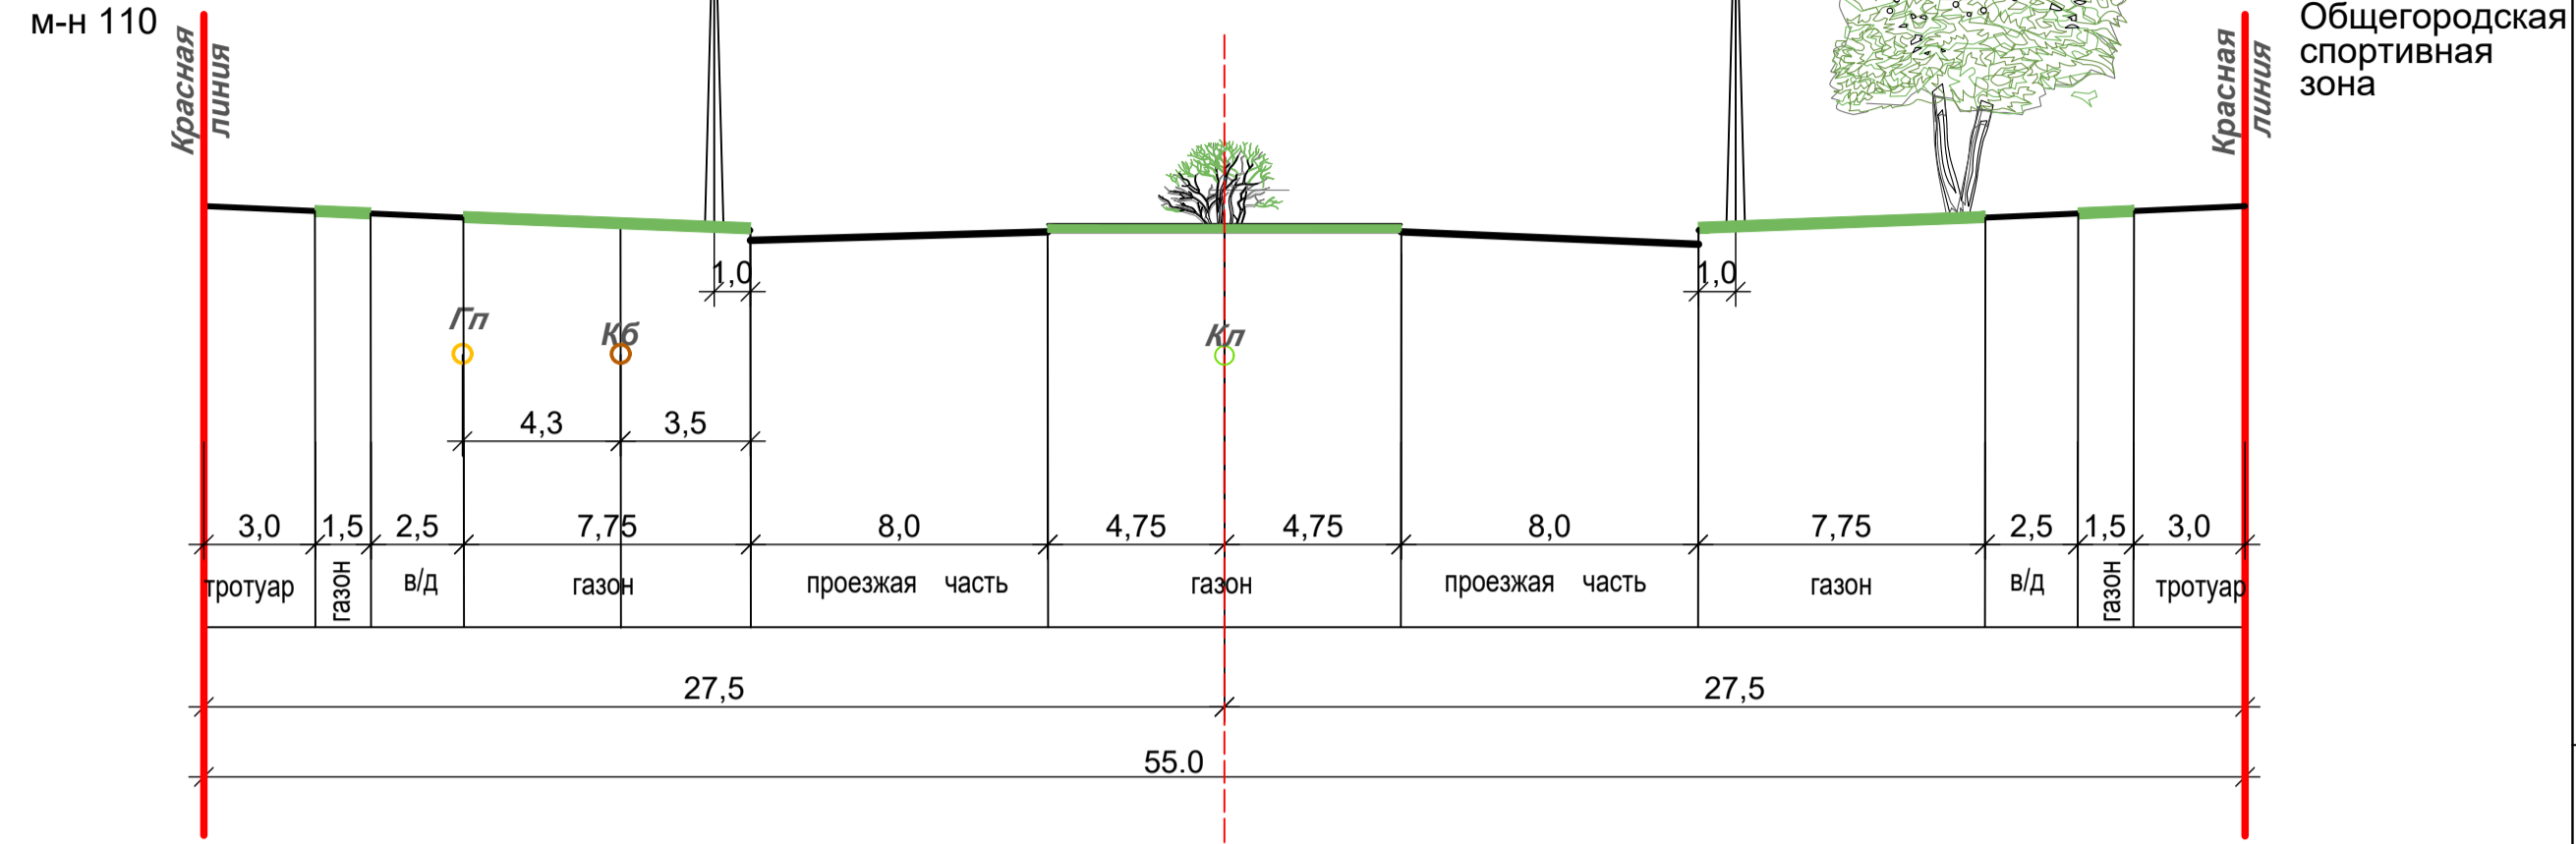 м-н 110
Красная
линия
Красная
линия
Общегородская
спортивная
зона
1,0
1,0
Гп
Кб
Кл
4,3
3,5
3,0
1,5
2,5
7,75
8,0
4,75
4,75
8,0
7,75
2,5
1,5
3,0
тротуар
газон
в/д
газон
проезжая часть
газон
проезжая часть
газон
в/д
газон
тротуар
27,5
27,5
55.0